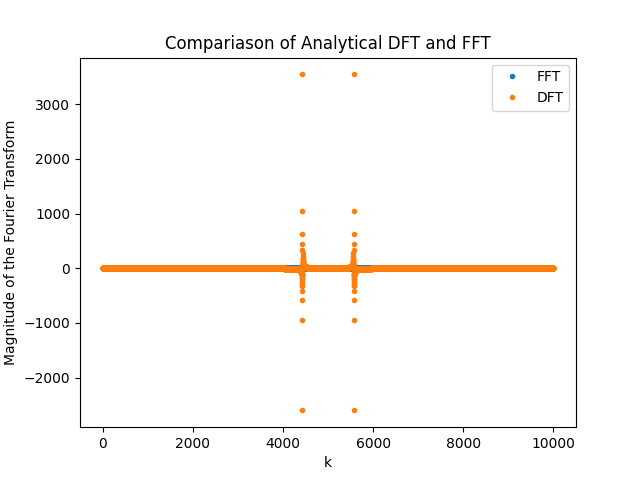 Compariason of Analytical DFT and FFT
FFT
DFT
Magnitude of the Fourier Transform
3000
2000
1000
0
−1000
−2000
0 2000 4000 6000 8000 10000
k